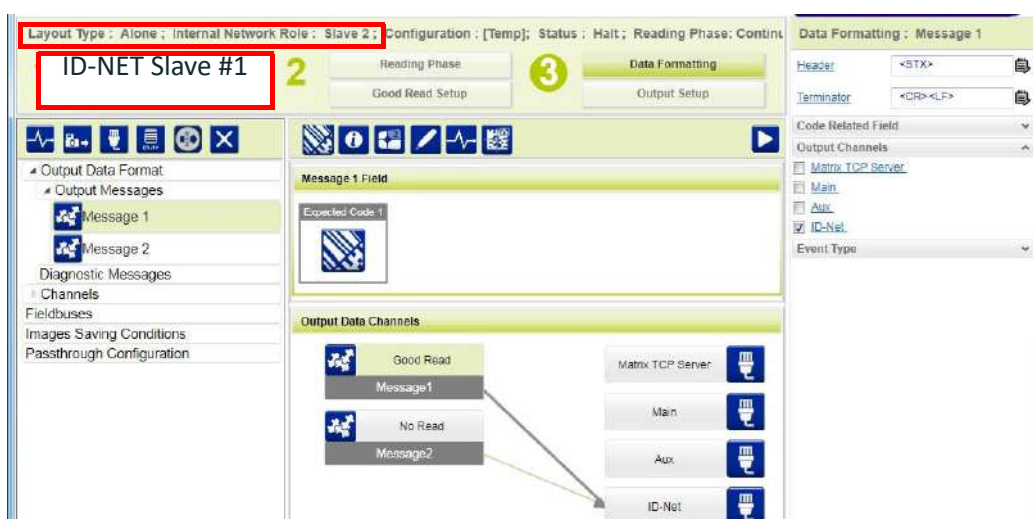 Layout Type : Alone ; Internal Network Role : Slave 2 ; Configuration : [Temp]; Status : Halt ; Reading Phase: Continu
ID-NET Slave #1
2
Reading Phase
Good Read Setup
3
Data Formatting
Output Setup
Output Data Format
Output Messages
Message 1
Message 2
Diagnostic Messages
Channels
Fieldbuses
Images Saving Conditions
Passthrough Configuration
Message 1 Field
Expected Code 1
Output Data Channels
Good Read
Message1
No Read
Message2
Matrix TCP Server
Main
Aux
ID-Net
Data Formatting : Message 1
Header <STX>
Terminator <CR><LF>
Code Related Field
Output Channels
Matrix TCP Server
Main
Aux
ID-Net
Event Type